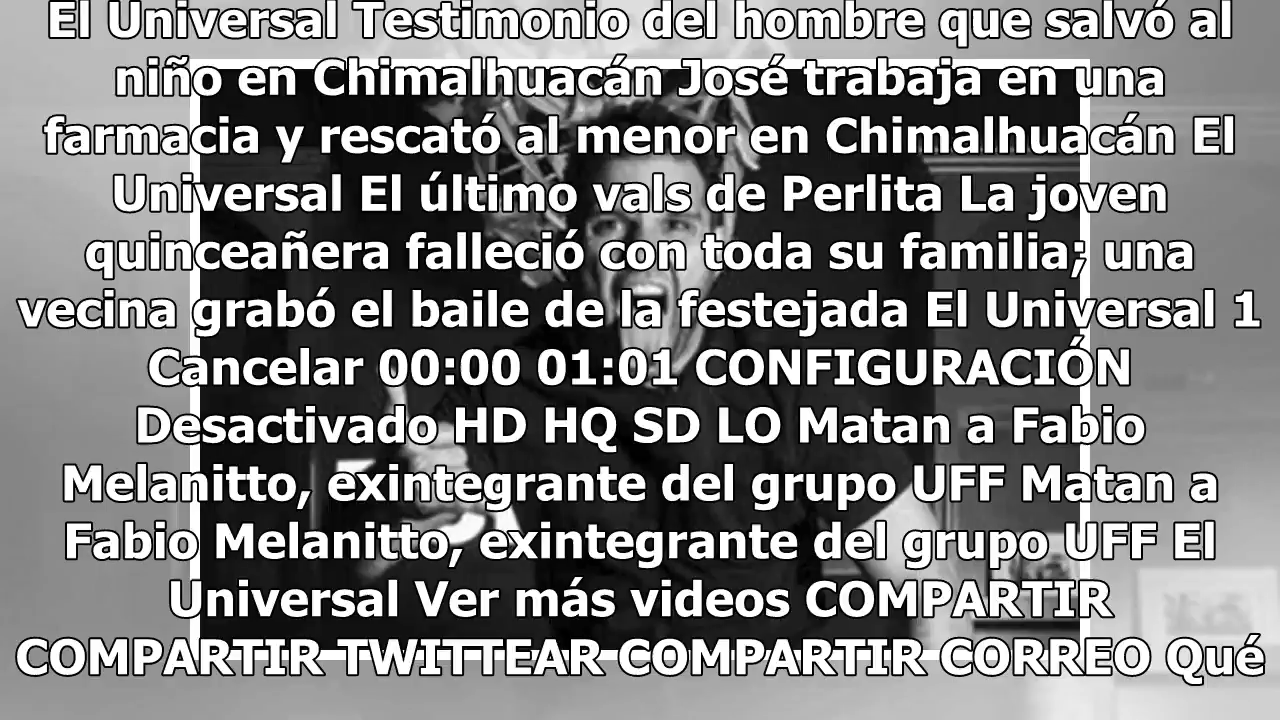 El Universal Testimonio del hombre que salvó al
niño en Chimalhuacán José trabaja en una
farmacia y rescató al menor en Chimalhuacán El
Universal El último vals de Perlita La joven
quinceañera falleció con toda su familia; una
vecina grabó el baile de la festejada El Universal 1
Cancelar 00:00 01:01 CONFIGURACIÓN
Desactivado HD HQ SD LO Matan a Fabio
Melanitto, exintegrante del grupo UFF Matan a
Fabio Melanitto, exintegrante del grupo UFF El
Universal Ver más videos COMPARTIR
COMPARTIR TWITTEAR COMPARTIR CORREO Qué